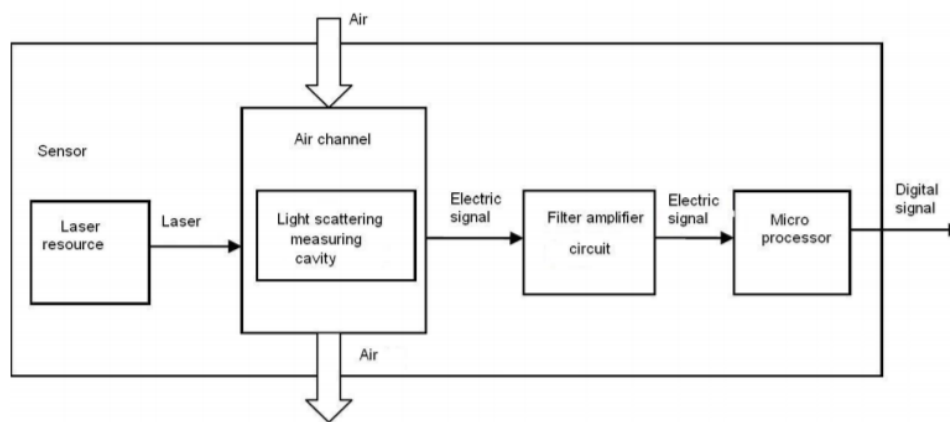 Air
Sensor
Air channel
Laser
resource
Laser
Light scattering
measuring
cavity
Electric
signal
Filter amplifier
circuit
Electric
signal
Micro
processor
Digital
signal
Air